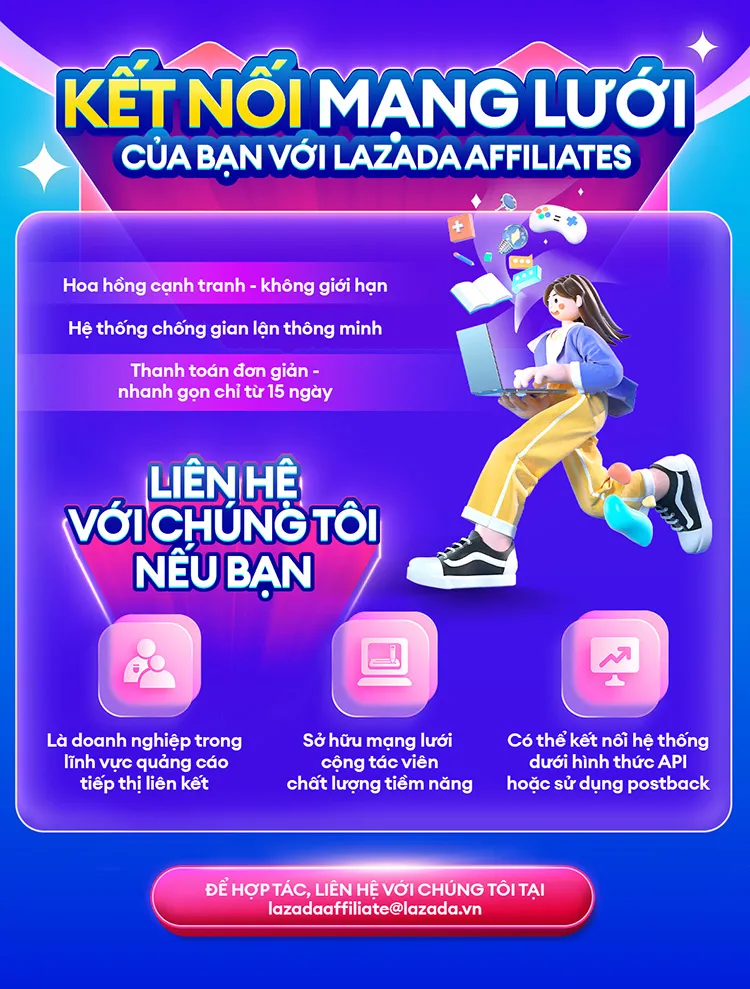 KẾT NỐI MẠNG LƯỚI
CỦA BẠN VỚI LAZADA AFFILIATES
Hoa hồng cạnh tranh - không giới hạn
Hệ thống chống gian lận thông minh
Thanh toán đơn giản -
nhanh gọn chỉ từ 15 ngày
LIÊN HỆ
VỚI CHÚNG TÔI
NẾU BẠN
Là doanh nghiệp trong
lĩnh vực quảng cáo
tiếp thị liên kết
Sở hữu mạng lưới
cộng tác viên
chất lượng tiềm năng
Có thể kết nối hệ thống
dưới hình thức API
hoặc sử dụng postback
ĐỂ HỢP TÁC, LIÊN HỆ VỚI CHÚNG TÔI TẠI
lazadaaffiliate@lazada.vn